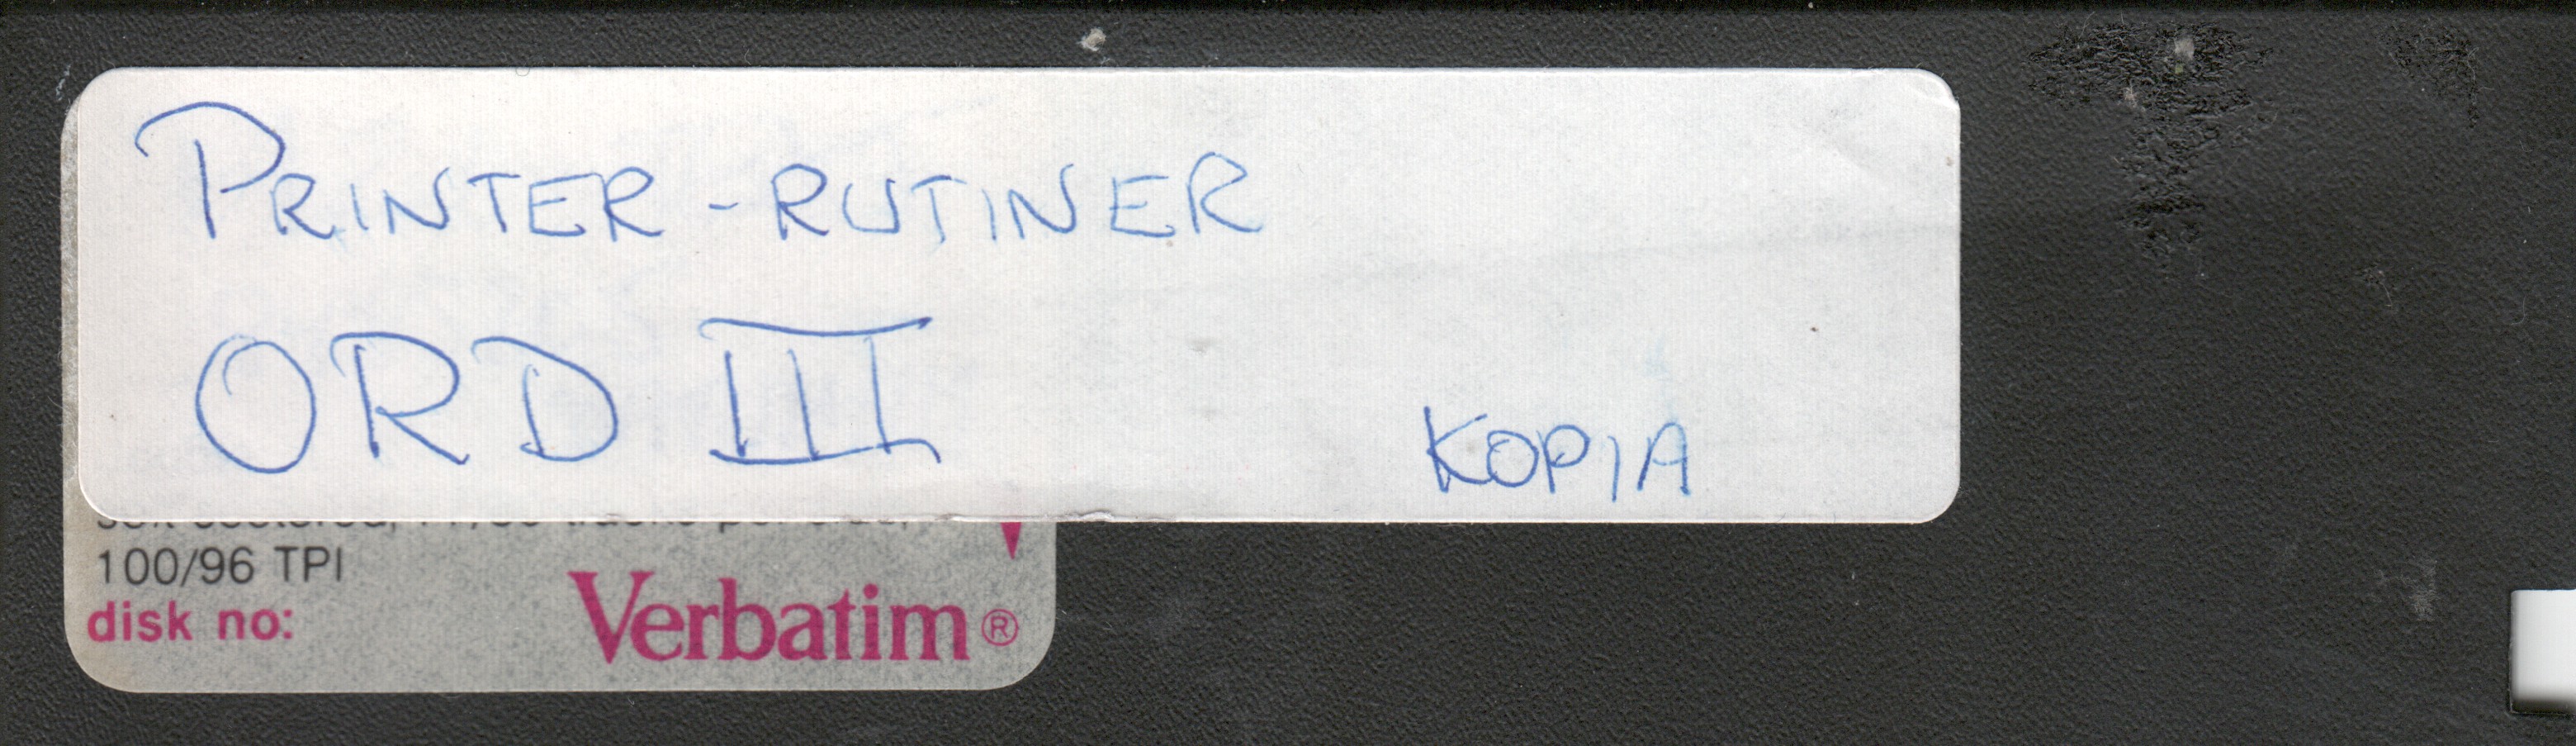 PRINTER-RUTINER
ORD III
KOPIA
100/96 TPI
disk no:
Verbatim®